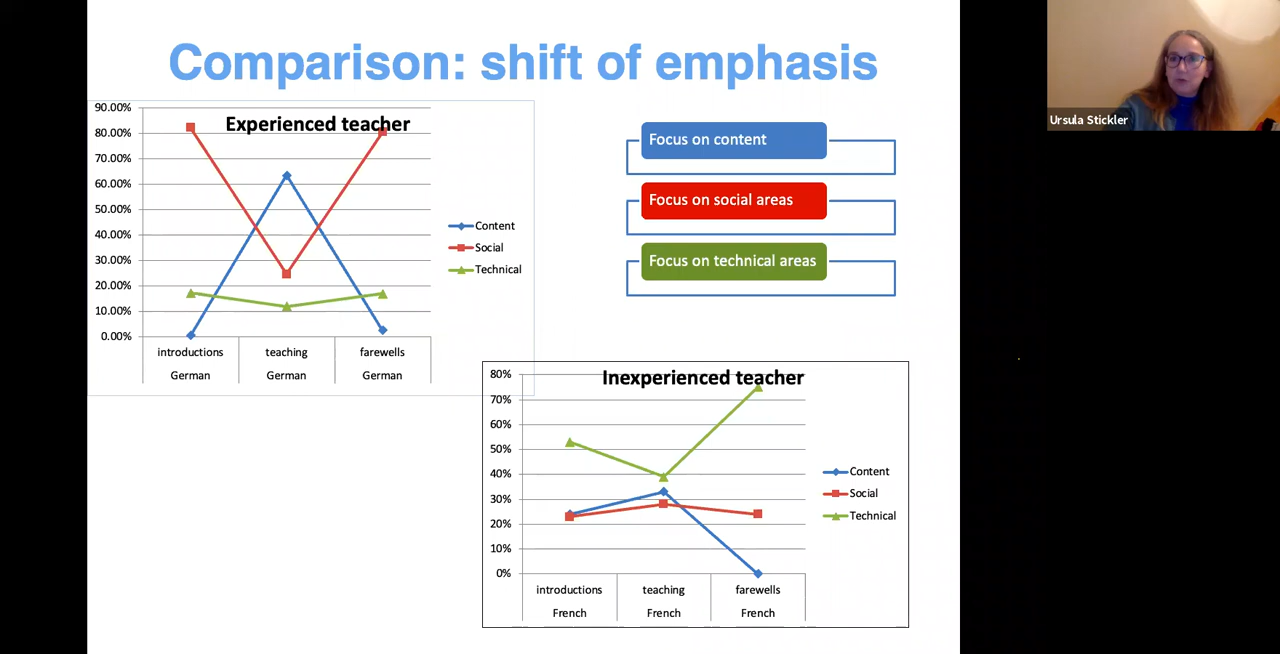 Comparison: shift of emphasis
Ursula Stickler
Experienced teacher
90.00%
80.00%
70.00%
60.00%
50.00%
40.00%
30.00%
20.00%
10.00%
0.00%
introductions teaching farewells
German German German
Content
Social
Technical
Focus on content
Focus on social areas
Focus on technical areas
Inexperienced teacher
80%
70%
60%
50%
40%
30%
20%
10%
0%
introductions teaching farewells
French French French
Content
Social
Technical